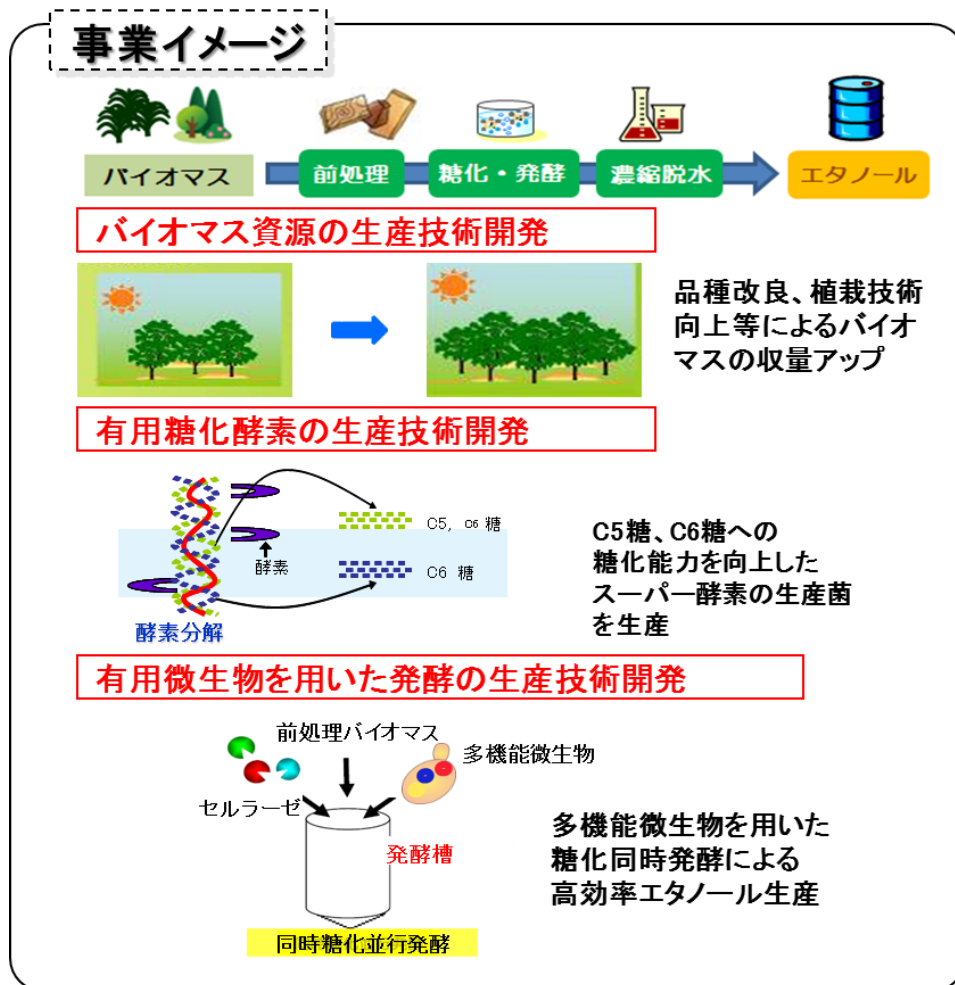 事業イメージ
バイオマス
前処理
糖化・発酵
濃縮脱水
エタノール
バイオマス資源の生産技術開発
品種改良、植栽技術
向上等によるバイオ
マスの収量アップ
有用糖化酵素の生産技術開発
C5, C6 糖
酵素
C6 糖
酵素分解
C5糖、C6糖への
糖化能力を向上した
スーパー酵素の生産菌
を生産
有用微生物を用いた発酵の生産技術開発
前処理バイオマス
多機能微生物
セルラーゼ
発酵槽
同時糖化並行発酵
多機能微生物を用いた
糖化同時発酵による
高効率エタノール生産